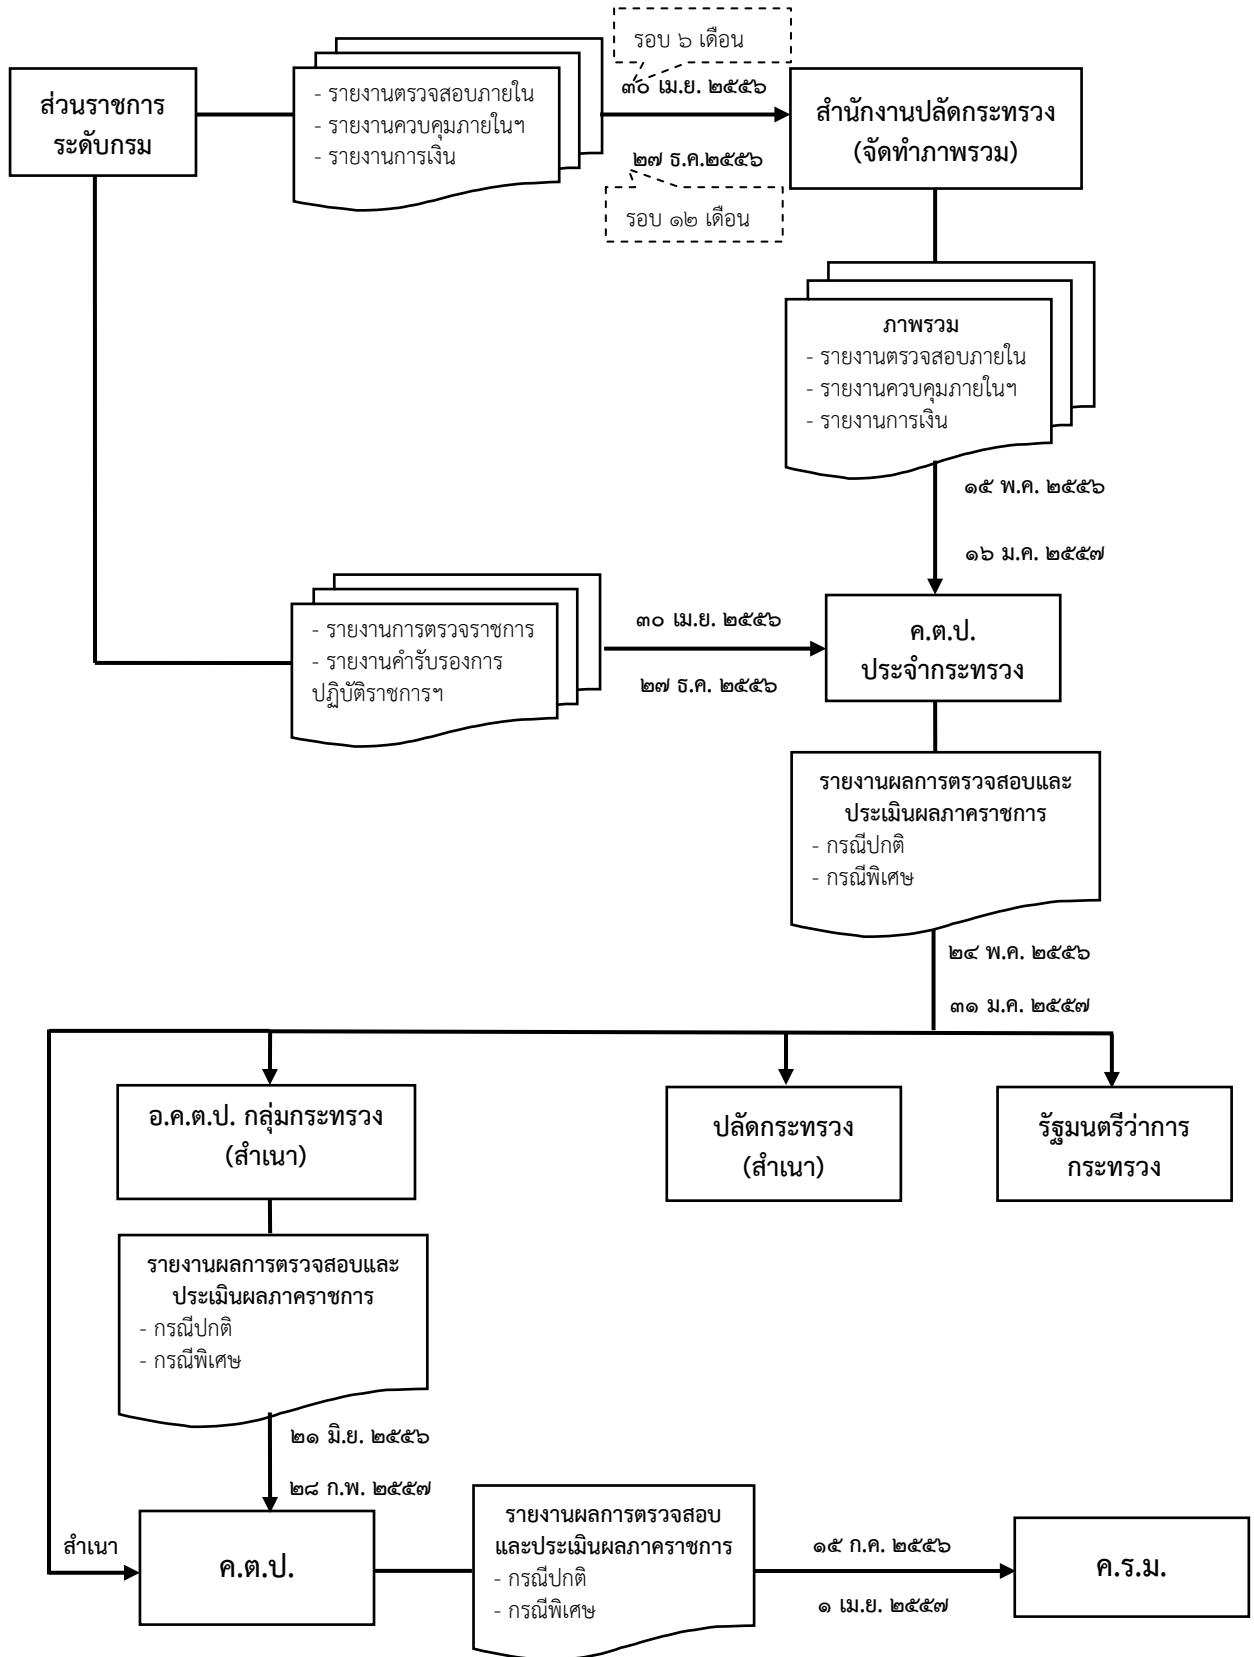 รอบ ๖ เดือน
ส่วนราชการ
ระดับกรม
- รายงานตรวจสอบภายใน
- รายงานควบคุมภายในฯ
- รายงานการเงิน
๓๐ เม.ย. ๒๕๕๖
๒๗ ธ.ค.๒๕๕๖
รอบ ๑๒ เดือน
สำนักงานปลัดกระทรวง
(จัดทำภาพรวม)
ภาพรวม
- รายงานตรวจสอบภายใน
- รายงานควบคุมภายในฯ
- รายงานการเงิน
๑๕ พ.ค. ๒๕๕๖
๑๖ ม.ค. ๒๕๕๗
- รายงานการตรวจราชการ
- รายงานคำรับรองการ
ปฏิบัติราชการฯ
๓๐ เม.ย. ๒๕๕๖
๒๗ ธ.ค. ๒๕๕๖
ค.ต.ป.
ประจำกระทรวง
รายงานผลการตรวจสอบและ
ประเมินผลภาคราชการ
- กรณีปกติ
- กรณีพิเศษ
๒๔ พ.ค. ๒๕๕๖
๓๑ ม.ค. ๒๕๕๗
อ.ค.ต.ป. กลุ่มกระทรวง
(สำเนา)
ปลัดกระทรวง
(สำเนา)
รัฐมนตรีว่าการ
กระทรวง
รายงานผลการตรวจสอบและ
ประเมินผลภาคราชการ
- กรณีปกติ
- กรณีพิเศษ
๒๑ มิ.ย. ๒๕๕๖
๒๘ ก.พ. ๒๕๕๗
สำเนา
ค.ต.ป.
รายงานผลการตรวจสอบ
และประเมินผลภาคราชการ
- กรณีปกติ
- กรณีพิเศษ
๑๕ ก.ค. ๒๕๕๖
๑ เม.ย. ๒๕๕๗
ค.ร.ม.